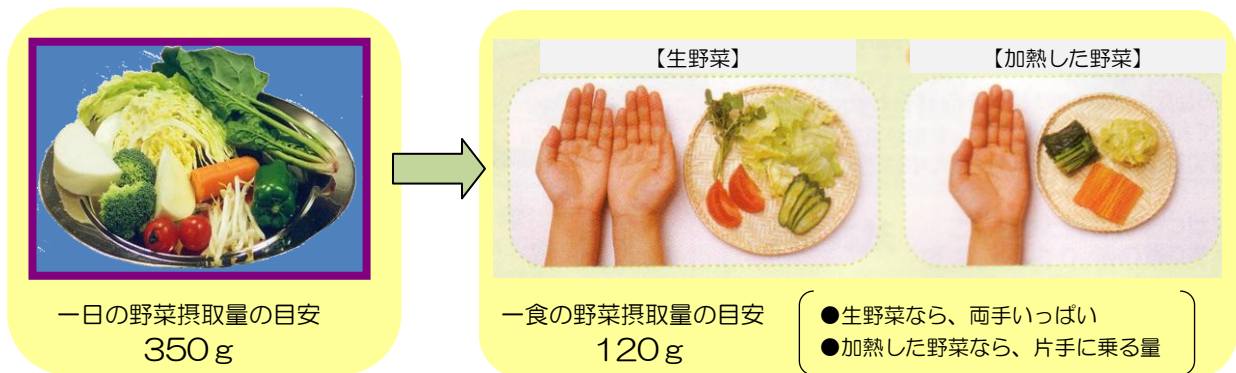 【生野菜】
【加熱した野菜】
一日の野菜摂取量の目安
350g
一食の野菜摂取量の目安
120g
●生野菜なら、両手いっぱい
●加熱した野菜なら、片手に乗る量